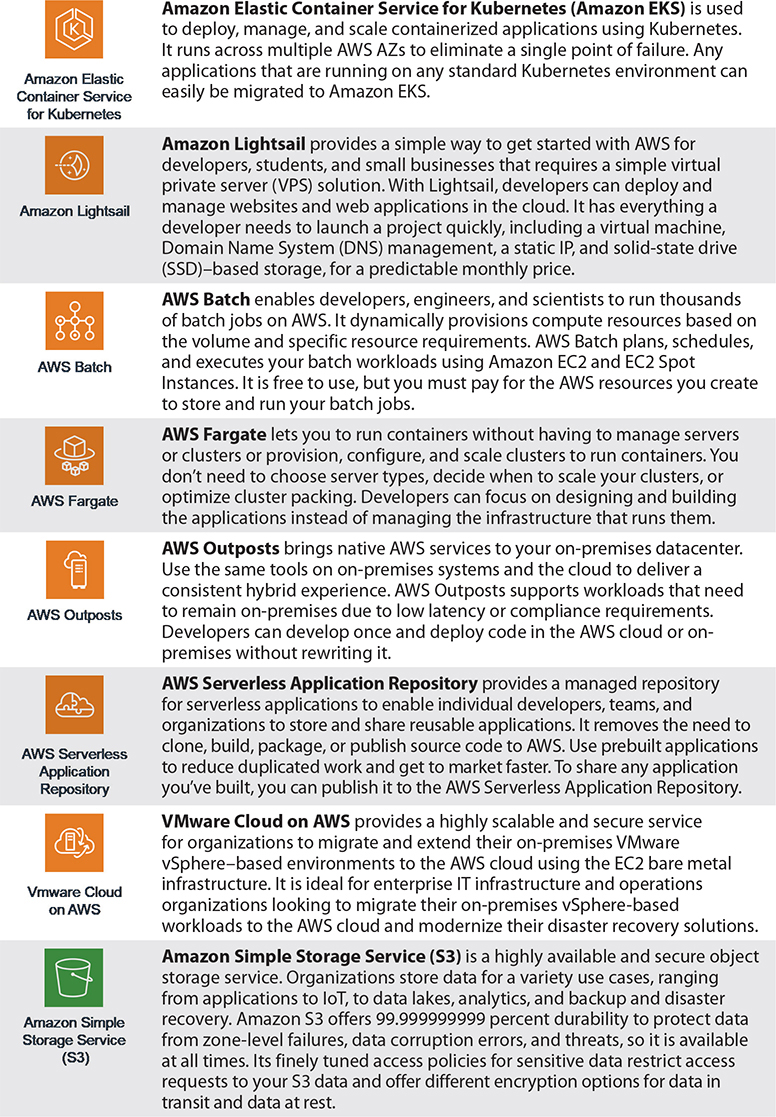 Amazon Elastic
Container Service
for Kubernetes
Amazon Elastic Container Service for Kubernetes (Amazon EKS) is used
to deploy, manage, and scale containerized applications using Kubernetes.
It runs across multiple AWS AZs to eliminate a single point of failure. Any
applications that are running on any standard Kubernetes environment can
easily be migrated to Amazon EKS.
Amazon Lightsail
Amazon Lightsail provides a simple way to get started with AWS for
developers, students, and small businesses that requires a simple virtual
private server (VPS) solution. With Lightsail, developers can deploy and
manage websites and web applications in the cloud. It has everything a
developer needs to launch a project quickly, including a virtual machine,
Domain Name System (DNS) management, a static IP, and solid-state drive
(SSD)–based storage, for a predictable monthly price.
AWS Batch
AWS Batch enables developers, engineers, and scientists to run thousands
of batch jobs on AWS. It dynamically provisions compute resources based on
the volume and specific resource requirements. AWS Batch plans, schedules,
and executes your batch workloads using Amazon EC2 and EC2 Spot
Instances. It is free to use, but you must pay for the AWS resources you create
to store and run your batch jobs.
AWS Fargate
AWS Fargate lets you to run containers without having to manage servers
or clusters or provision, configure, and scale clusters to run containers. You
don't need to choose server types, decide when to scale your clusters, or
optimize cluster packing. Developers can focus on designing and building
the applications instead of managing the infrastructure that runs them.
AWS Outposts
AWS Outposts brings native AWS services to your on-premises datacenter.
Use the same tools on on-premises systems and the cloud to deliver a
consistent hybrid experience. AWS Outposts supports workloads that need
to remain on-premises due to low latency or compliance requirements.
Developers can develop once and deploy code in the AWS cloud or on-
premises without rewriting it.
AWS Serverless
Application
Repository
AWS Serverless Application Repository provides a managed repository
for serverless applications to enable individual developers, teams, and
organizations to store and share reusable applications. It removes the need to
clone, build, package, or publish source code to AWS. Use prebuilt applications
to reduce duplicated work and get to market faster. To share any application
you've built, you can publish it to the AWS Serverless Application Repository.
Vmware Cloud
on AWS
VMware Cloud on AWS provides a highly scalable and secure service
for organizations to migrate and extend their on-premises VMware
vSphere–based environments to the AWS cloud using the EC2 bare metal
infrastructure. It is ideal for enterprise IT infrastructure and operations
organizations looking to migrate their on-premises vSphere-based
workloads to the AWS cloud and modernize their disaster recovery solutions.
Amazon Simple
Storage Service
(S3)
Amazon Simple Storage Service (S3) is a highly available and secure object
storage service. Organizations store data for a variety use cases, ranging
from applications to IoT, to data lakes, analytics, and backup and disaster
recovery. Amazon S3 offers 99.999999999 percent durability to protect data
from zone-level failures, data corruption errors, and threats, so it is available
at all times. Its finely tuned access policies for sensitive data restrict access
requests to your S3 data and offer different encryption options for data in
transit and data at rest.